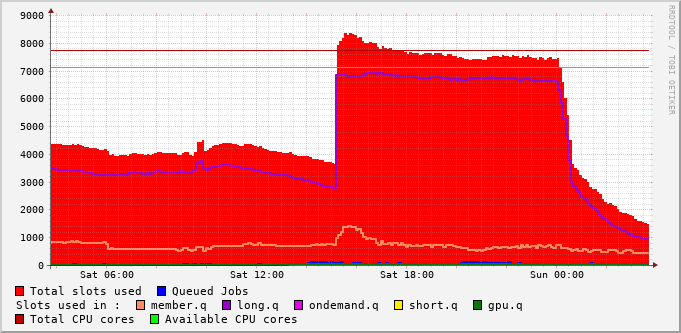 RRDTOOL / TOBI OETIKER
9000
8000
7000
6000
5000
4000
3000
2000
1000
0
Sat 06:00 Sat 12:00 Sat 18:00 Sun 00:00
Total slots used Queued Jobs
Slots used in : member.q long.q ondemand.q short.q gpu.q
Total CPU cores Available CPU cores